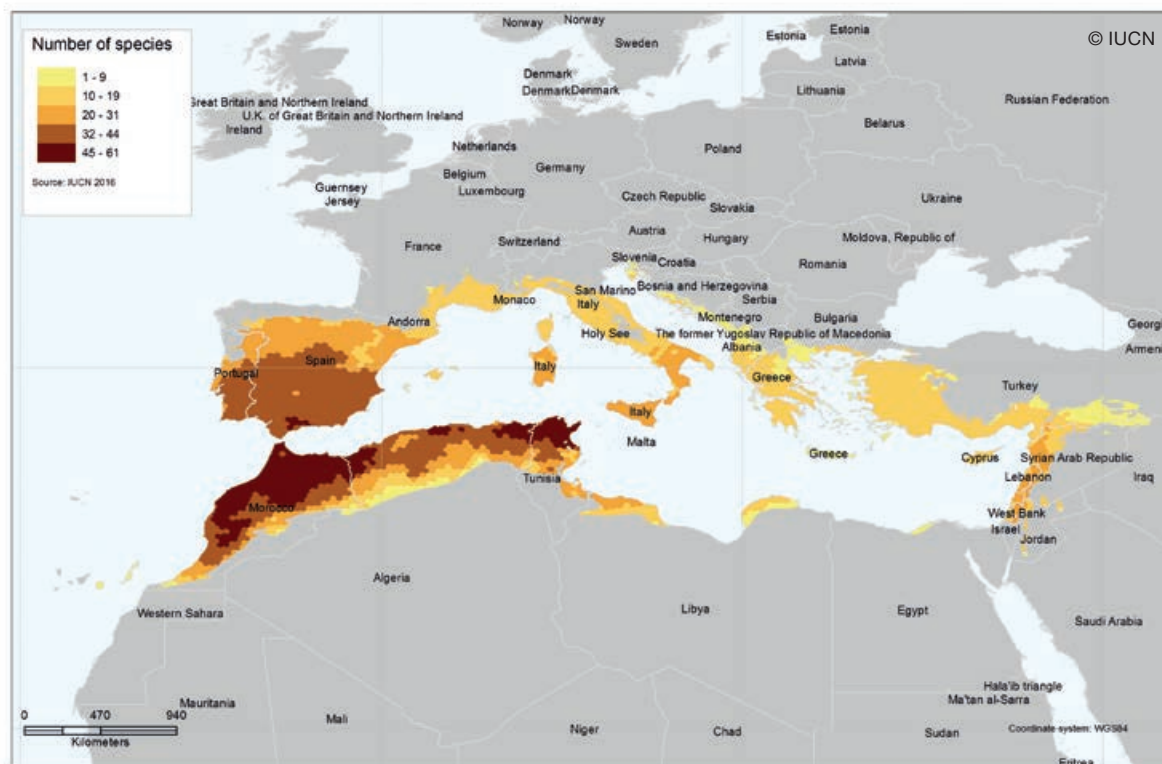 © IUCN
Number of species
1 - 9
10 - 19
20 - 31
32 - 44
45 - 61
Source: IUCN 2016
Norway
Norway
Sweden
Estonia
Estonia
Latvia
Lithuania
Denmark
Denmark
Denmark
Russian Federation
Great Britain and Northern Ireland
U.K. of Great Britain and Northern Ireland
Ireland
Belarus
Netherlands
Poland
Germany
Belgium
Luxembourg
Guernsey
Jersey
Czech Republic
Slovakia
Ukraine
Austria
Hungary
Moldova, Republic of
France
Switzerland
Slovenia
Croatia
Romania
Bosnia and Herzegovina
San Marino
Italy
Serbia
Monaco
Montenegro
Bulgaria
Georgi
Andorra
Holy See
The former Yugoslav Republic of Macedonia
Armeni
Albania
Spain
Portugal
Italy
Greece
Turkey
Italy
Malta
Greece
Cyprus
Syrian Arab Republic
Lebanon
Iraq
Tunisia
Morocco
West Bank
Israel
Jordan
Algeria
Western Sahara
Libya
Egypt
Saudi Arabia
Hala'ib triangle
Ma'tan al-Sarra
Mauritania
Mali
Niger
Chad
Sudan
Coordinate system: WGS84
Eritrea
0 470 940
Kilometers